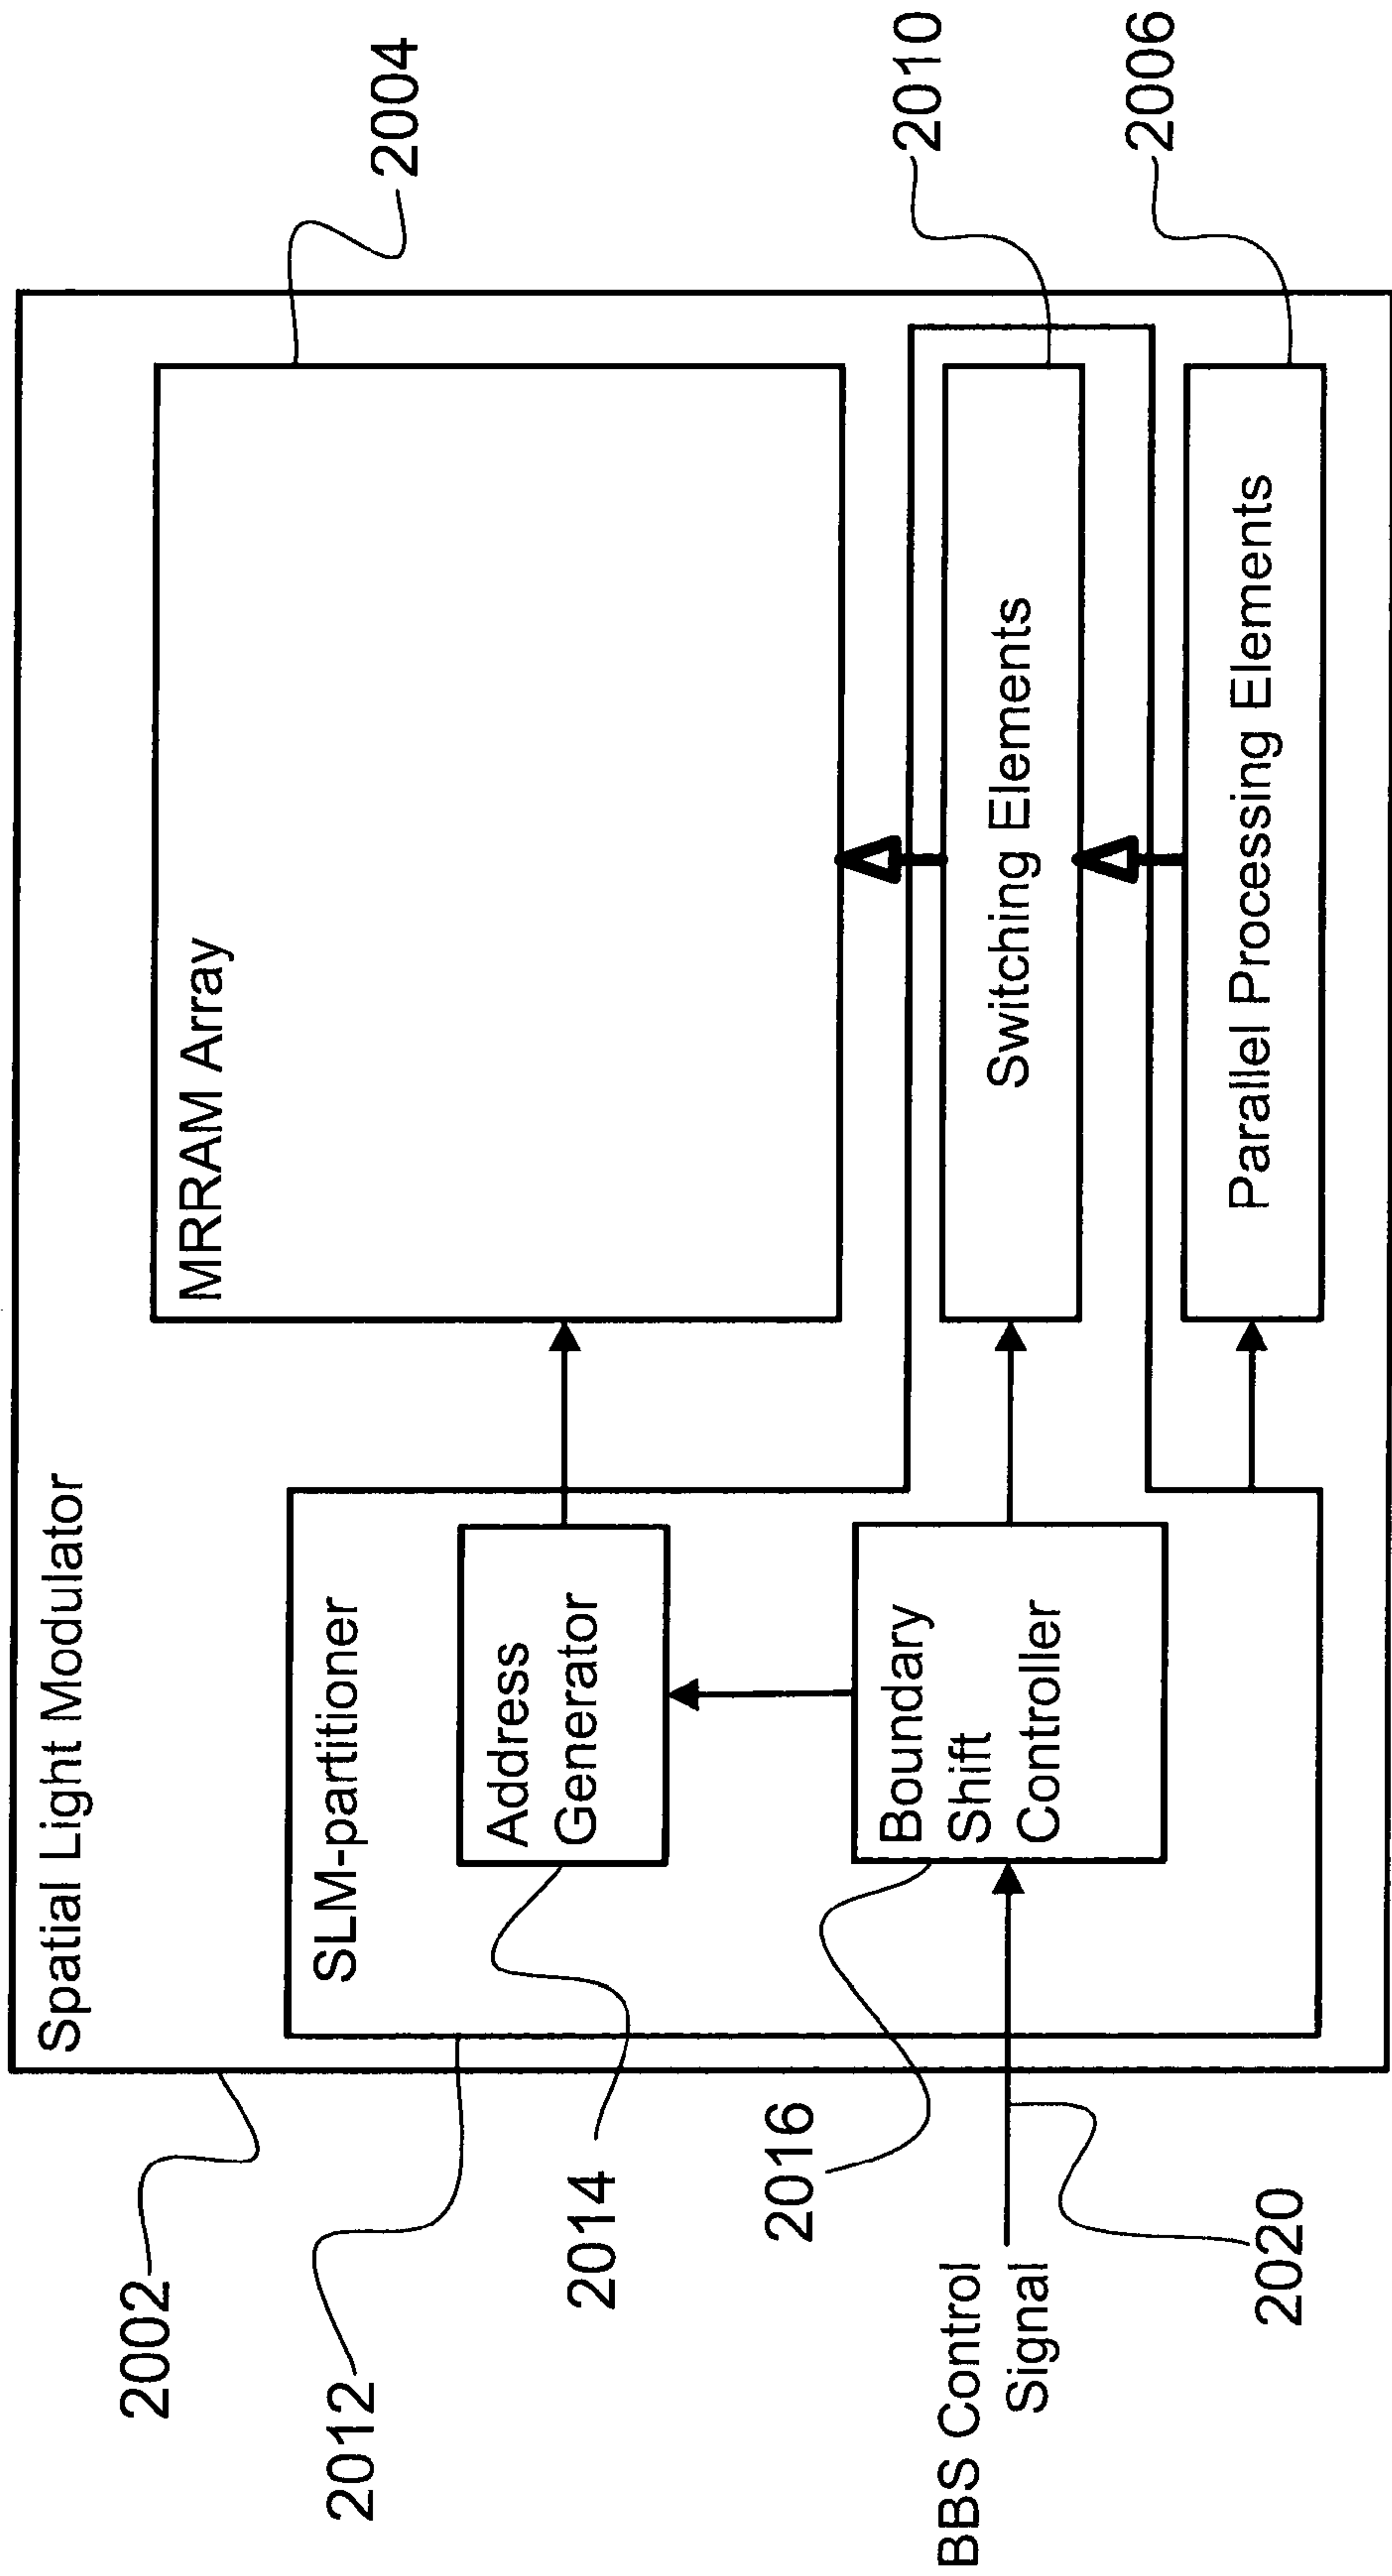 Spatial Light Modulator
2002
SLM-partitioner
2012
MRRAM Array
2004
Address
Generator
2014
Boundary
Shift
Controller
2016
Switching Elements
2010
BBS Control
Signal
2020
Parallel Processing Elements
2006